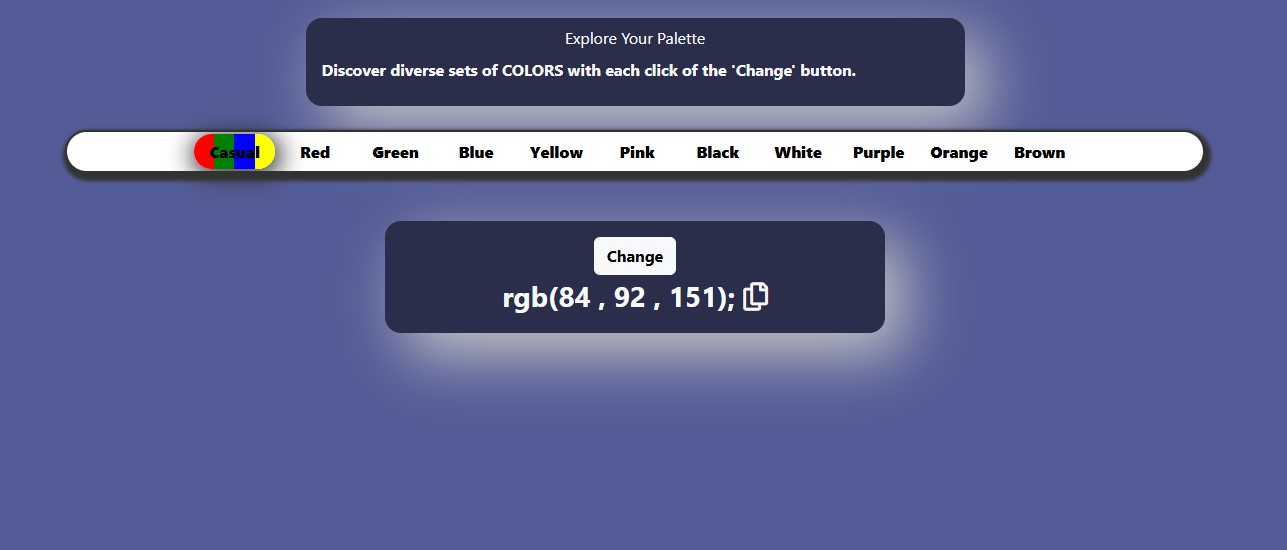 Explore Your Palette
Discover diverse sets of COLORS with each click of the 'Change' button.
Casual Red Green Blue Yellow Pink Black White Purple Orange Brown
Change
rgb(84 , 92 , 151);